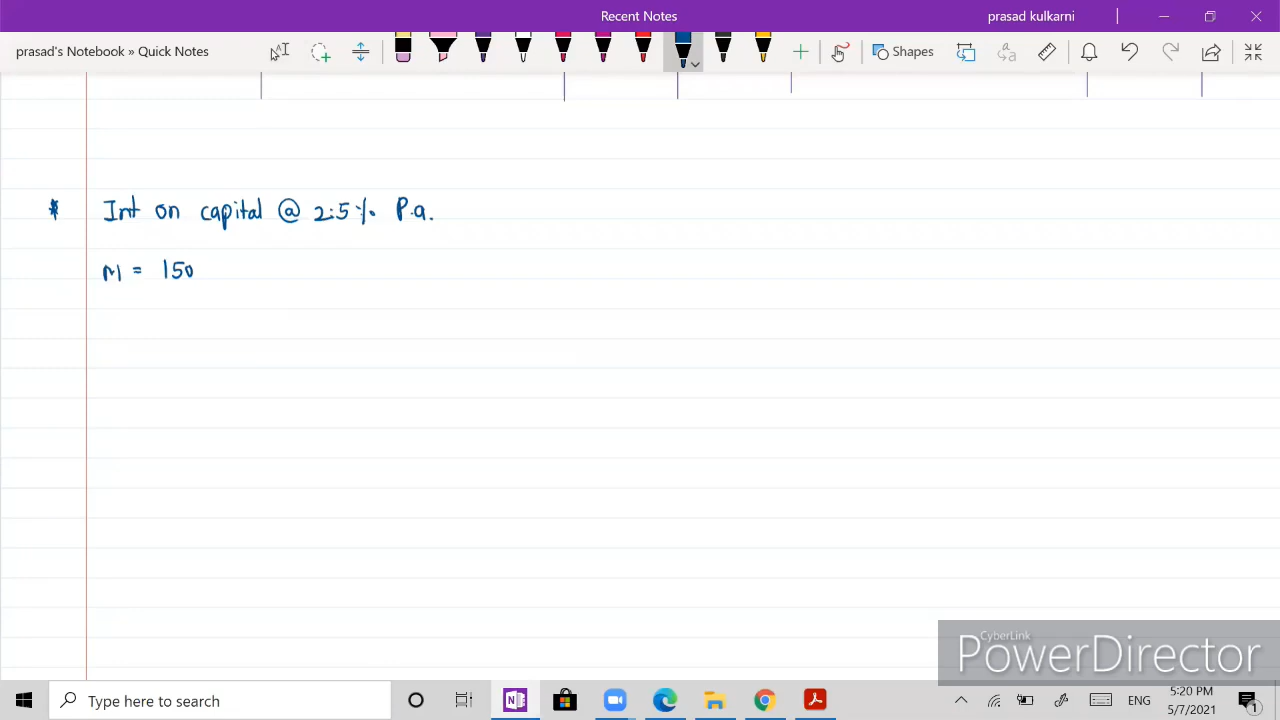 Recent Notes
prasad kulkarni
prasad's Notebook » Quick Notes
Shapes
* Int on capital @ 2.5% P.a.
M = 150
CyberLink
PowerDirector
Type here to search
ENG
5:20 PM
5/7/2021
1